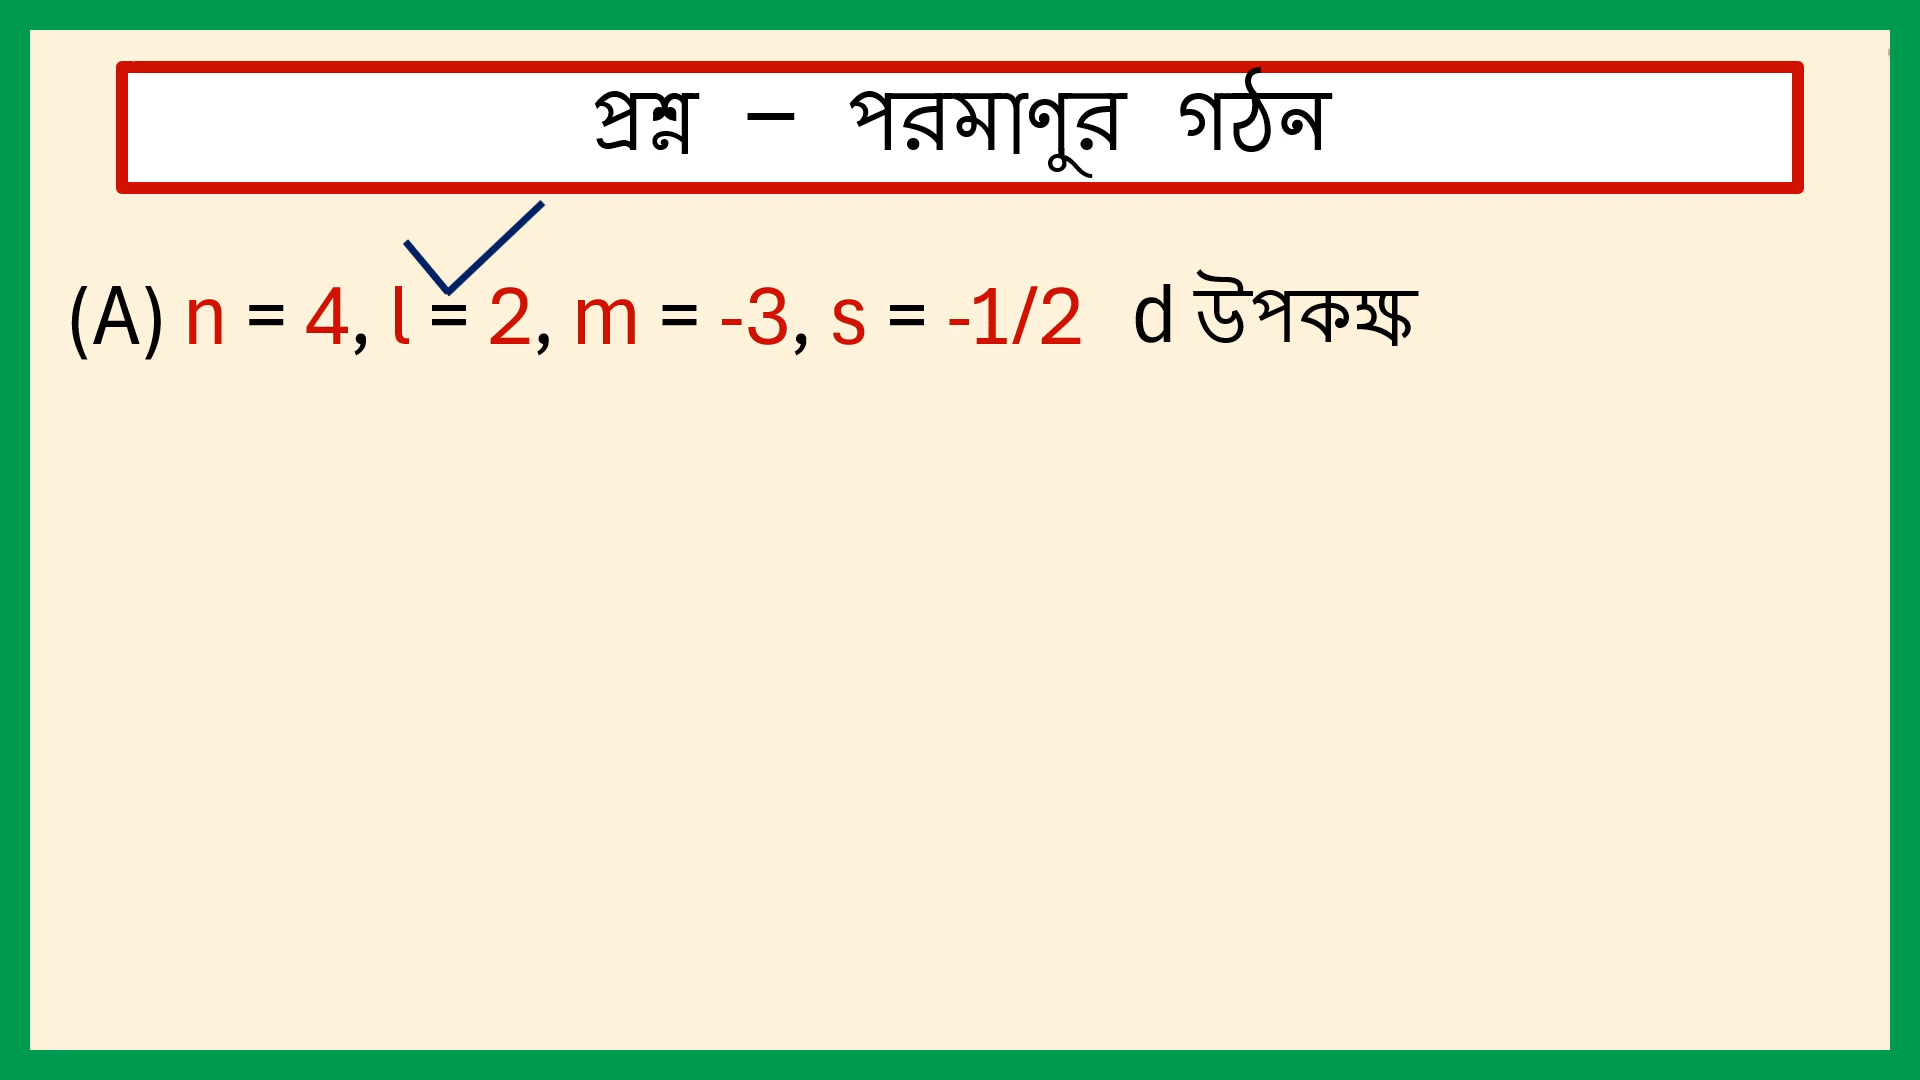 প্রশ্ন – পরমাণুর গঠন
(A) n = 4, l = 2, m = -3, s = -1/2 d উপকক্ষ